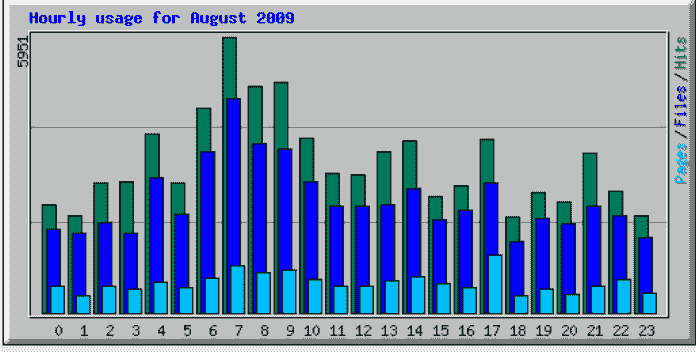 Hourly usage for August 2009
5951
Pages / Files / Hits
0 1 2 3 4 5 6 7 8 9 10 11 12 13 14 15 16 17 18 19 20 21 22 23